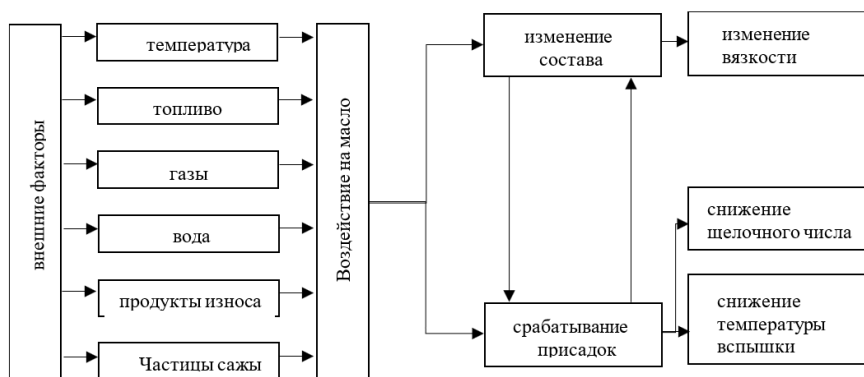 внешние факторы
температура
топливо
газы
вода
продукты износа
Частицы сажы
Воздействие на масло
изменение
состава
изменение
вязкости
срабатывание
присадок
снижение
щелочного числа
снижение
температуры
вспышки